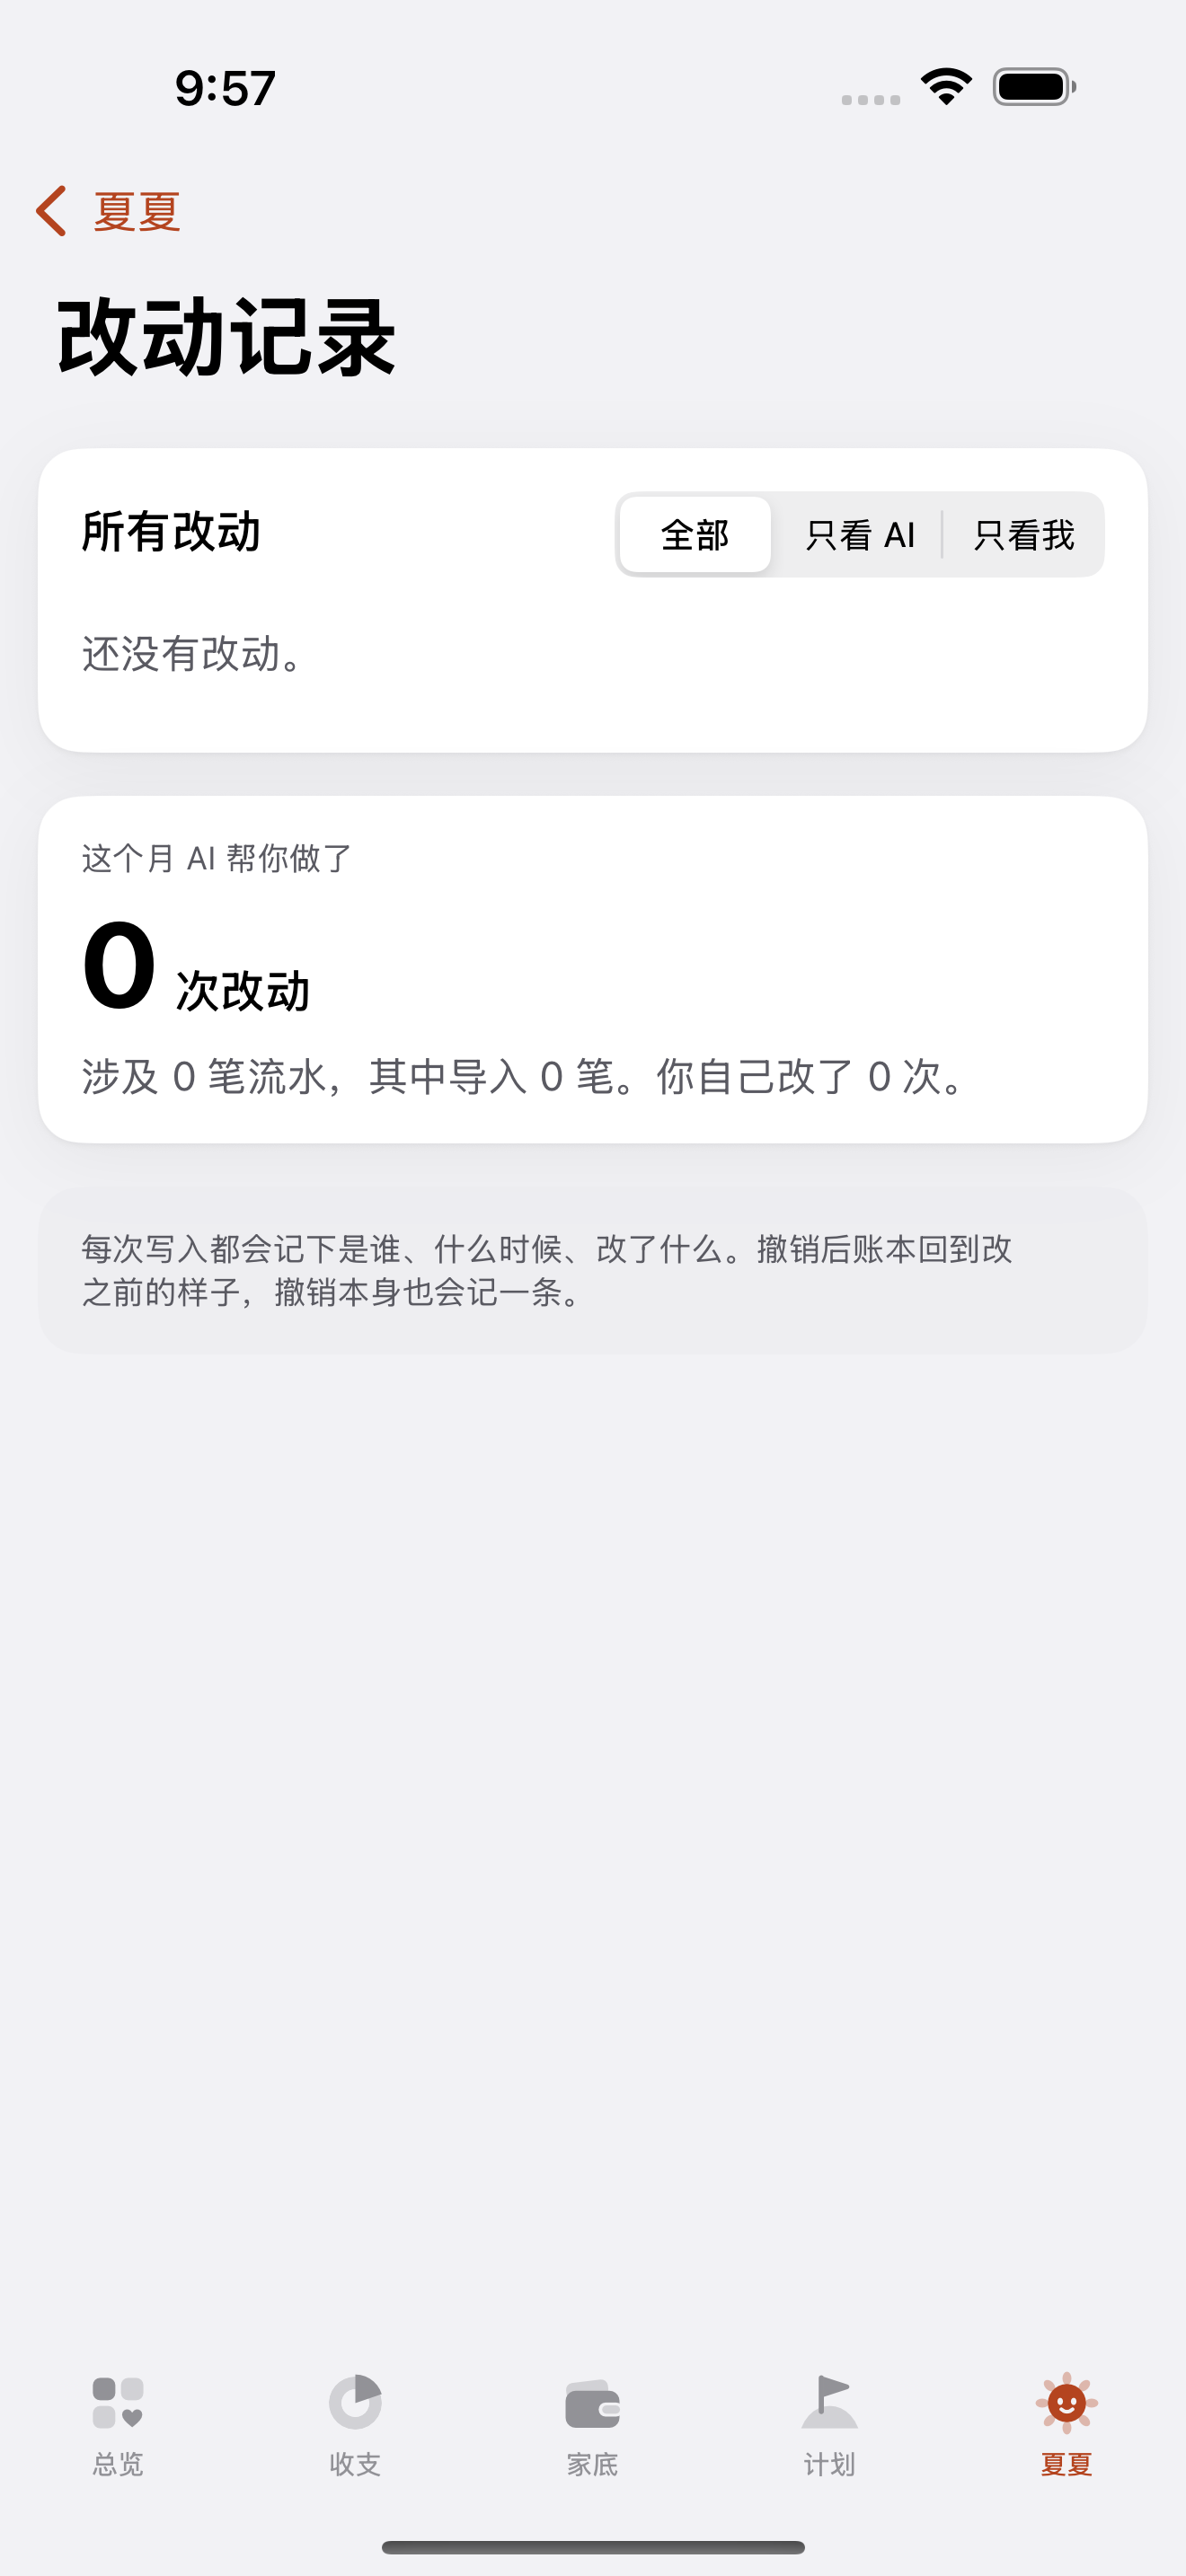 9:57
夏夏
改动记录
所有改动
全部
只看 AI
只看我
还没有改动。
这个月 AI 帮你做了
0 次改动
涉及 0 笔流水，其中导入 0 笔。你自己改了 0 次。
每次写入都会记下是谁、什么时候、改了什么。撤销后账本回到改
之前的样子，撤销本身也会记一条。
总览
收支
家底
计划
夏夏